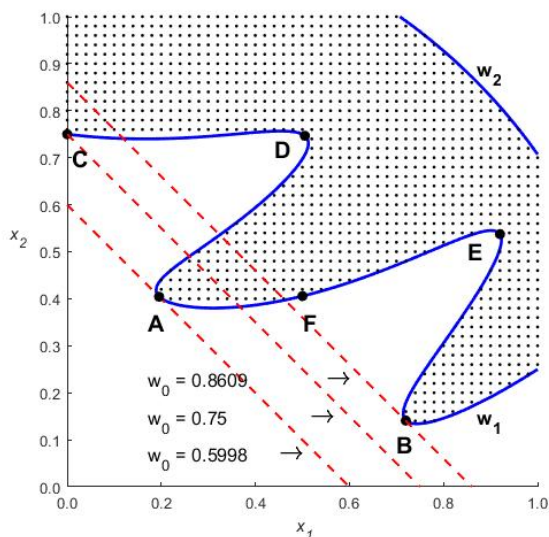 1.0
0.9
w₂
0.8
0.7
C
D
0.6
x₂
0.5
E
0.4
A
F
0.3
w₀ = 0.8609 →
0.2
w₀ = 0.75 →
B
w₁
0.1
w₀ = 0.5998 →
0.0
0.0 0.2 0.4 0.6 0.8 1.0
x₁